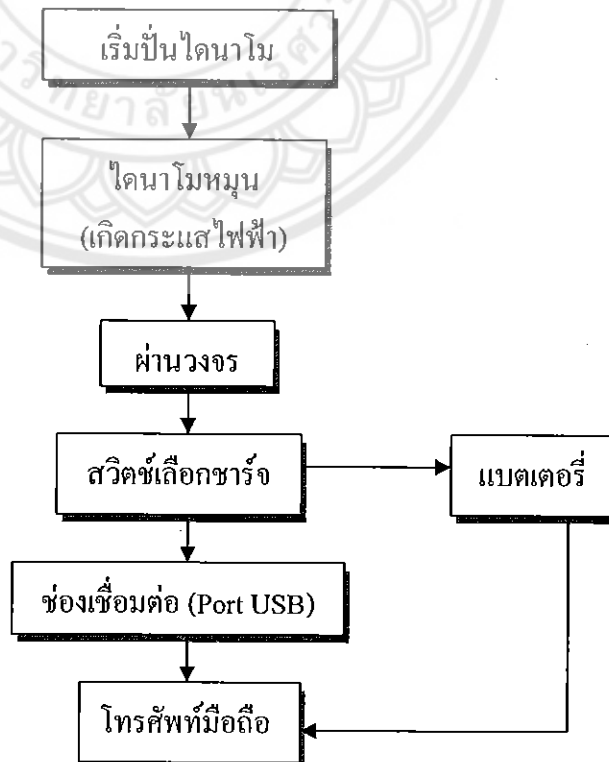 เริ่มปั่นไดนาโม
ไดนาโมหมุน
(เกิดกระแสไฟฟ้า)
ผ่านวงจร
สวิตช์เลือกชาร์จ
แบตเตอรี่
ช่องเชื่อมต่อ (Port USB)
โทรศัพท์มือถือ